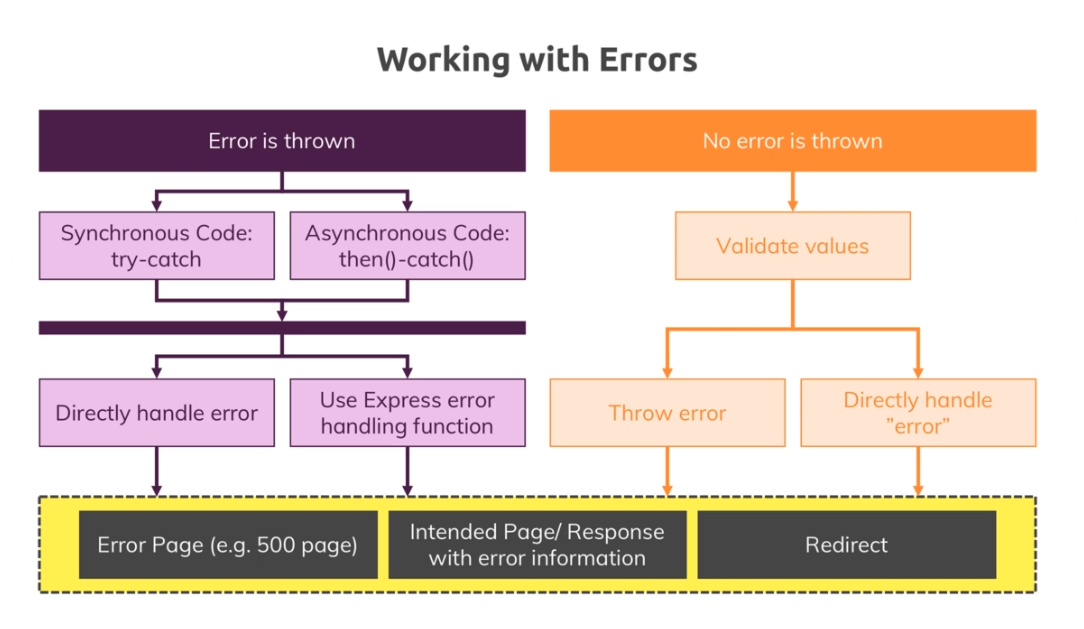 Working with Errors
Error is thrown
No error is thrown
Synchronous Code:
try-catch
Asynchronous Code:
then()-catch()
Validate values
Directly handle error
Use Express error
handling function
Throw error
Directly handle
”error”
Error Page (e.g. 500 page)
Intended Page/ Response
with error information
Redirect